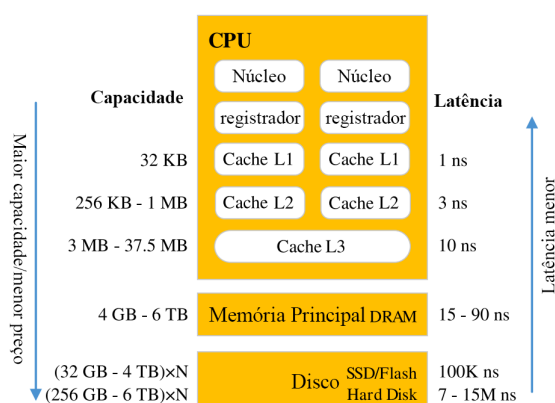 CPU
Núcleo Núcleo
Capacidade Latência
registrador registrador
32 KB Cache L1 Cache L1 1 ns
256 KB - 1 MB Cache L2 Cache L2 3 ns
3 MB - 37.5 MB Cache L3 10 ns
4 GB - 6 TB Memória Principal DRAM 15 - 90 ns
(32 GB - 4 TB)×N Disco SSD/Flash 100K ns
(256 GB - 6 TB)×N Hard Disk 7 - 15M ns
Maior capacidade/menor preço
Latência menor